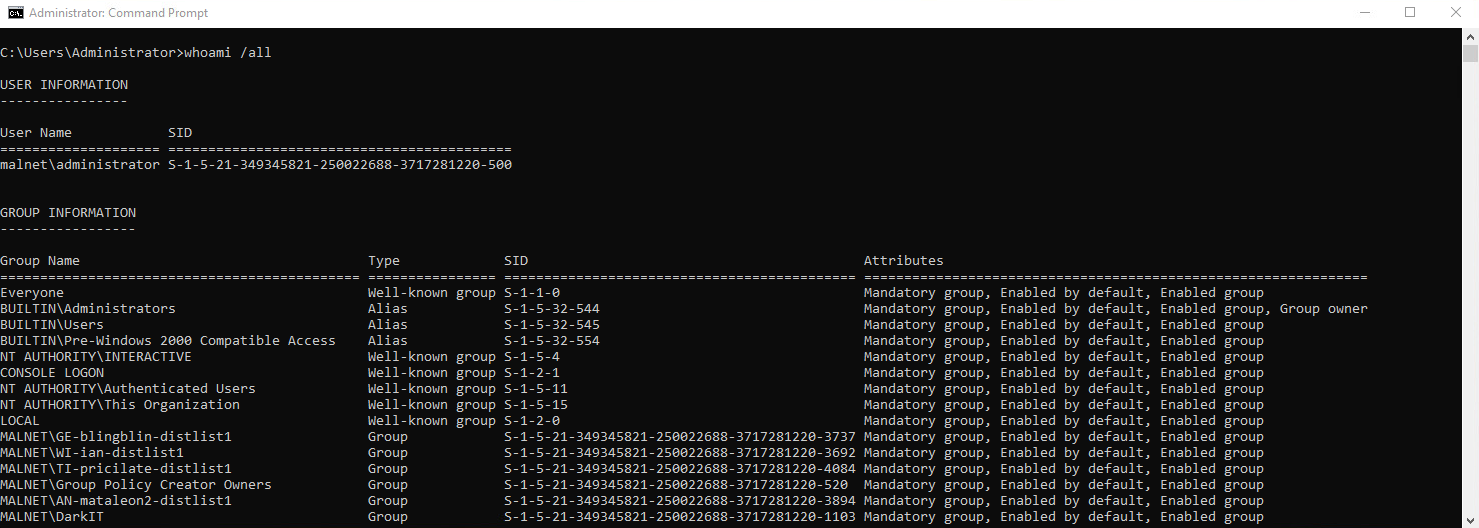 Administrator: Command Prompt
C:\Users\Administrator>whoami /all
USER INFORMATION
----------------
User Name            SID
==================== ===========================================
malnet\administrator S-1-5-21-349345821-250022688-3717281220-500
GROUP INFORMATION
-----------------
Group Name                                    Type             SID                                          Attributes
============================================= ================ ============================================ ===============================================================
Everyone                                      Well-known group S-1-1-0                                      Mandatory group, Enabled by default, Enabled group
BUILTIN\Administrators                        Alias            S-1-5-32-544                                 Mandatory group, Enabled by default, Enabled group, Group owner
BUILTIN\Users                                 Alias            S-1-5-32-545                                 Mandatory group, Enabled by default, Enabled group
BUILTIN\Pre-Windows 2000 Compatible Access    Alias            S-1-5-32-554                                 Mandatory group, Enabled by default, Enabled group
NT AUTHORITY\INTERACTIVE                      Well-known group S-1-5-4                                      Mandatory group, Enabled by default, Enabled group
CONSOLE LOGON                                 Well-known group S-1-2-1                                      Mandatory group, Enabled by default, Enabled group
NT AUTHORITY\Authenticated Users              Well-known group S-1-5-11                                     Mandatory group, Enabled by default, Enabled group
NT AUTHORITY\This Organization                Well-known group S-1-5-15                                     Mandatory group, Enabled by default, Enabled group
LOCAL                                         Well-known group S-1-2-0                                      Mandatory group, Enabled by default, Enabled group
MALNET\GE-blingblin-distlist1                 Group            S-1-5-21-349345821-250022688-3717281220-3737 Mandatory group, Enabled by default, Enabled group
MALNET\WI-ian-distlist1                       Group            S-1-5-21-349345821-250022688-3717281220-3692 Mandatory group, Enabled by default, Enabled group
MALNET\TI-pricilate-distlist1                 Group            S-1-5-21-349345821-250022688-3717281220-4084 Mandatory group, Enabled by default, Enabled group
MALNET\Group Policy Creator Owners            Group            S-1-5-21-349345821-250022688-3717281220-520  Mandatory group, Enabled by default, Enabled group
MALNET\AN-mataleon2-distlist1                 Group            S-1-5-21-349345821-250022688-3717281220-3894 Mandatory group, Enabled by default, Enabled group
MALNET\DarkIT                                 Group            S-1-5-21-349345821-250022688-3717281220-1103 Mandatory group, Enabled by default, Enabled group